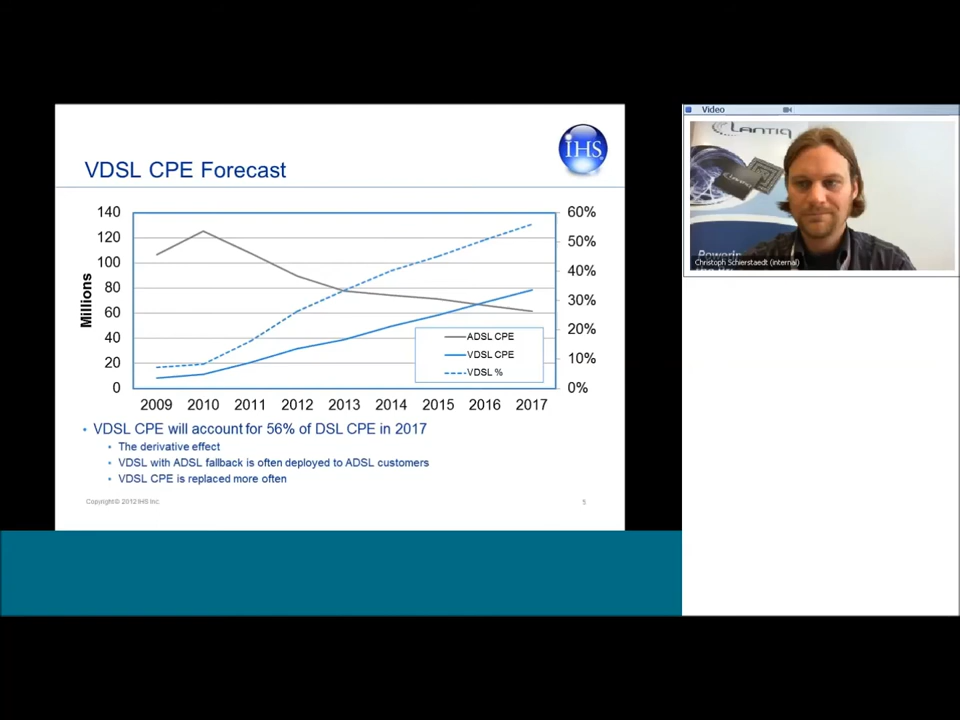 Video
LANTIQ
Powerin
Christoph Schierstaedt (internal)
IHS
VDSL CPE Forecast
140
120
100
80
60
40
20
0
Millions
60%
50%
40%
30%
20%
10%
0%
ADSL CPE
VDSL CPE
VDSL %
2009 2010 2011 2012 2013 2014 2015 2016 2017
• VDSL CPE will account for 56% of DSL CPE in 2017
• The derivative effect
• VDSL with ADSL fallback is often deployed to ADSL customers
• VDSL CPE is replaced more often
Copyright © 2012 IHS Inc.
5